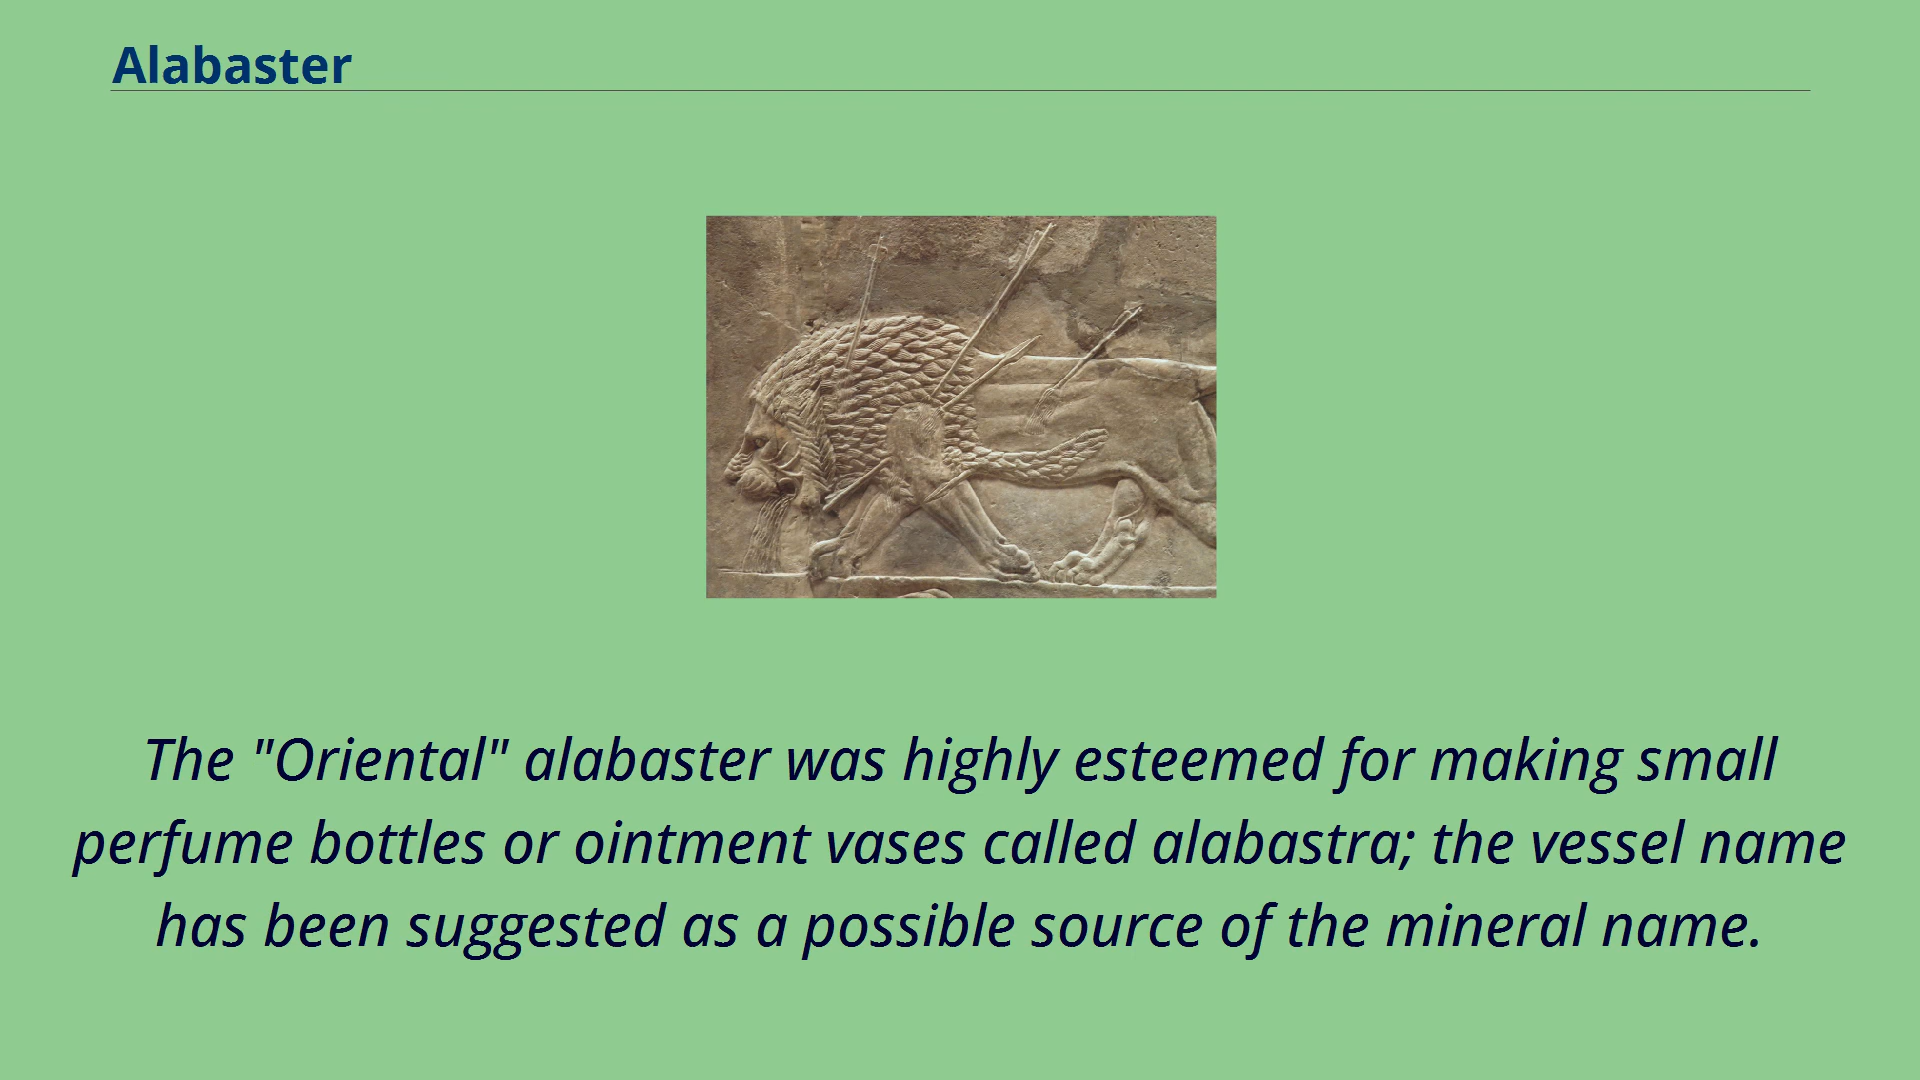 Alabaster
The "Oriental" alabaster was highly esteemed for making small
perfume bottles or ointment vases called alabastra; the vessel name
has been suggested as a possible source of the mineral name.